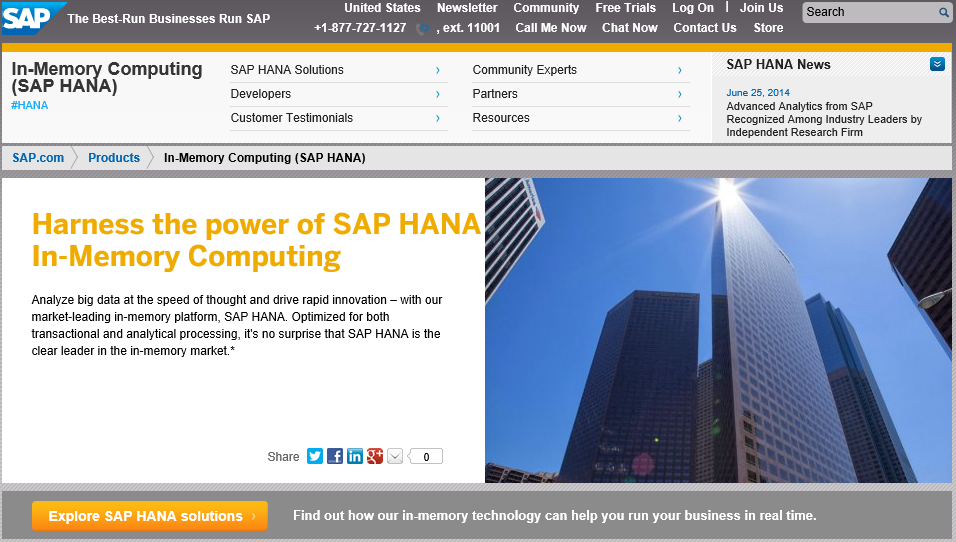 SAP
The Best-Run Businesses Run SAP
United States Newsletter Community Free Trials Log On | Join Us
Search
+1-877-727-1127 , ext. 11001 Call Me Now Chat Now Contact Us Store
In-Memory Computing
(SAP HANA)
#HANA
SAP HANA Solutions ›
Developers ›
Customer Testimonials ›
Community Experts ›
Partners ›
Resources ›
SAP HANA News
June 25, 2014
Advanced Analytics from SAP
Recognized Among Industry Leaders by
Independent Research Firm
SAP.com Products In-Memory Computing (SAP HANA)
Harness the power of SAP HANA
In-Memory Computing
Analyze big data at the speed of thought and drive rapid innovation – with our
market-leading in-memory platform, SAP HANA. Optimized for both
transactional and analytical processing, it's no surprise that SAP HANA is the
clear leader in the in-memory market.*
Share 0
Explore SAP HANA solutions ›
Find out how our in-memory technology can help you run your business in real time.